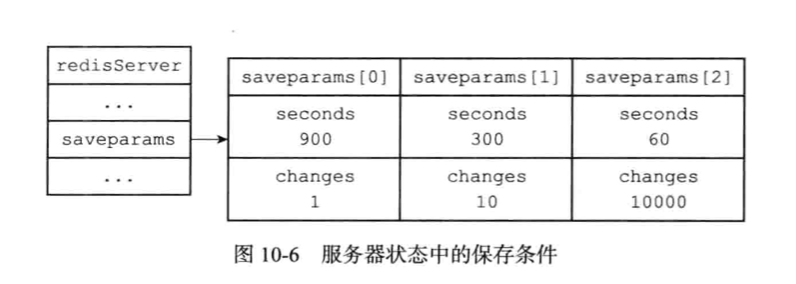 redisServer
...
saveparams
...
saveparams[0] saveparams[1] saveparams[2]
seconds seconds seconds
900 300 60
changes changes changes
1 10 10000
图 10-6 服务器状态中的保存条件